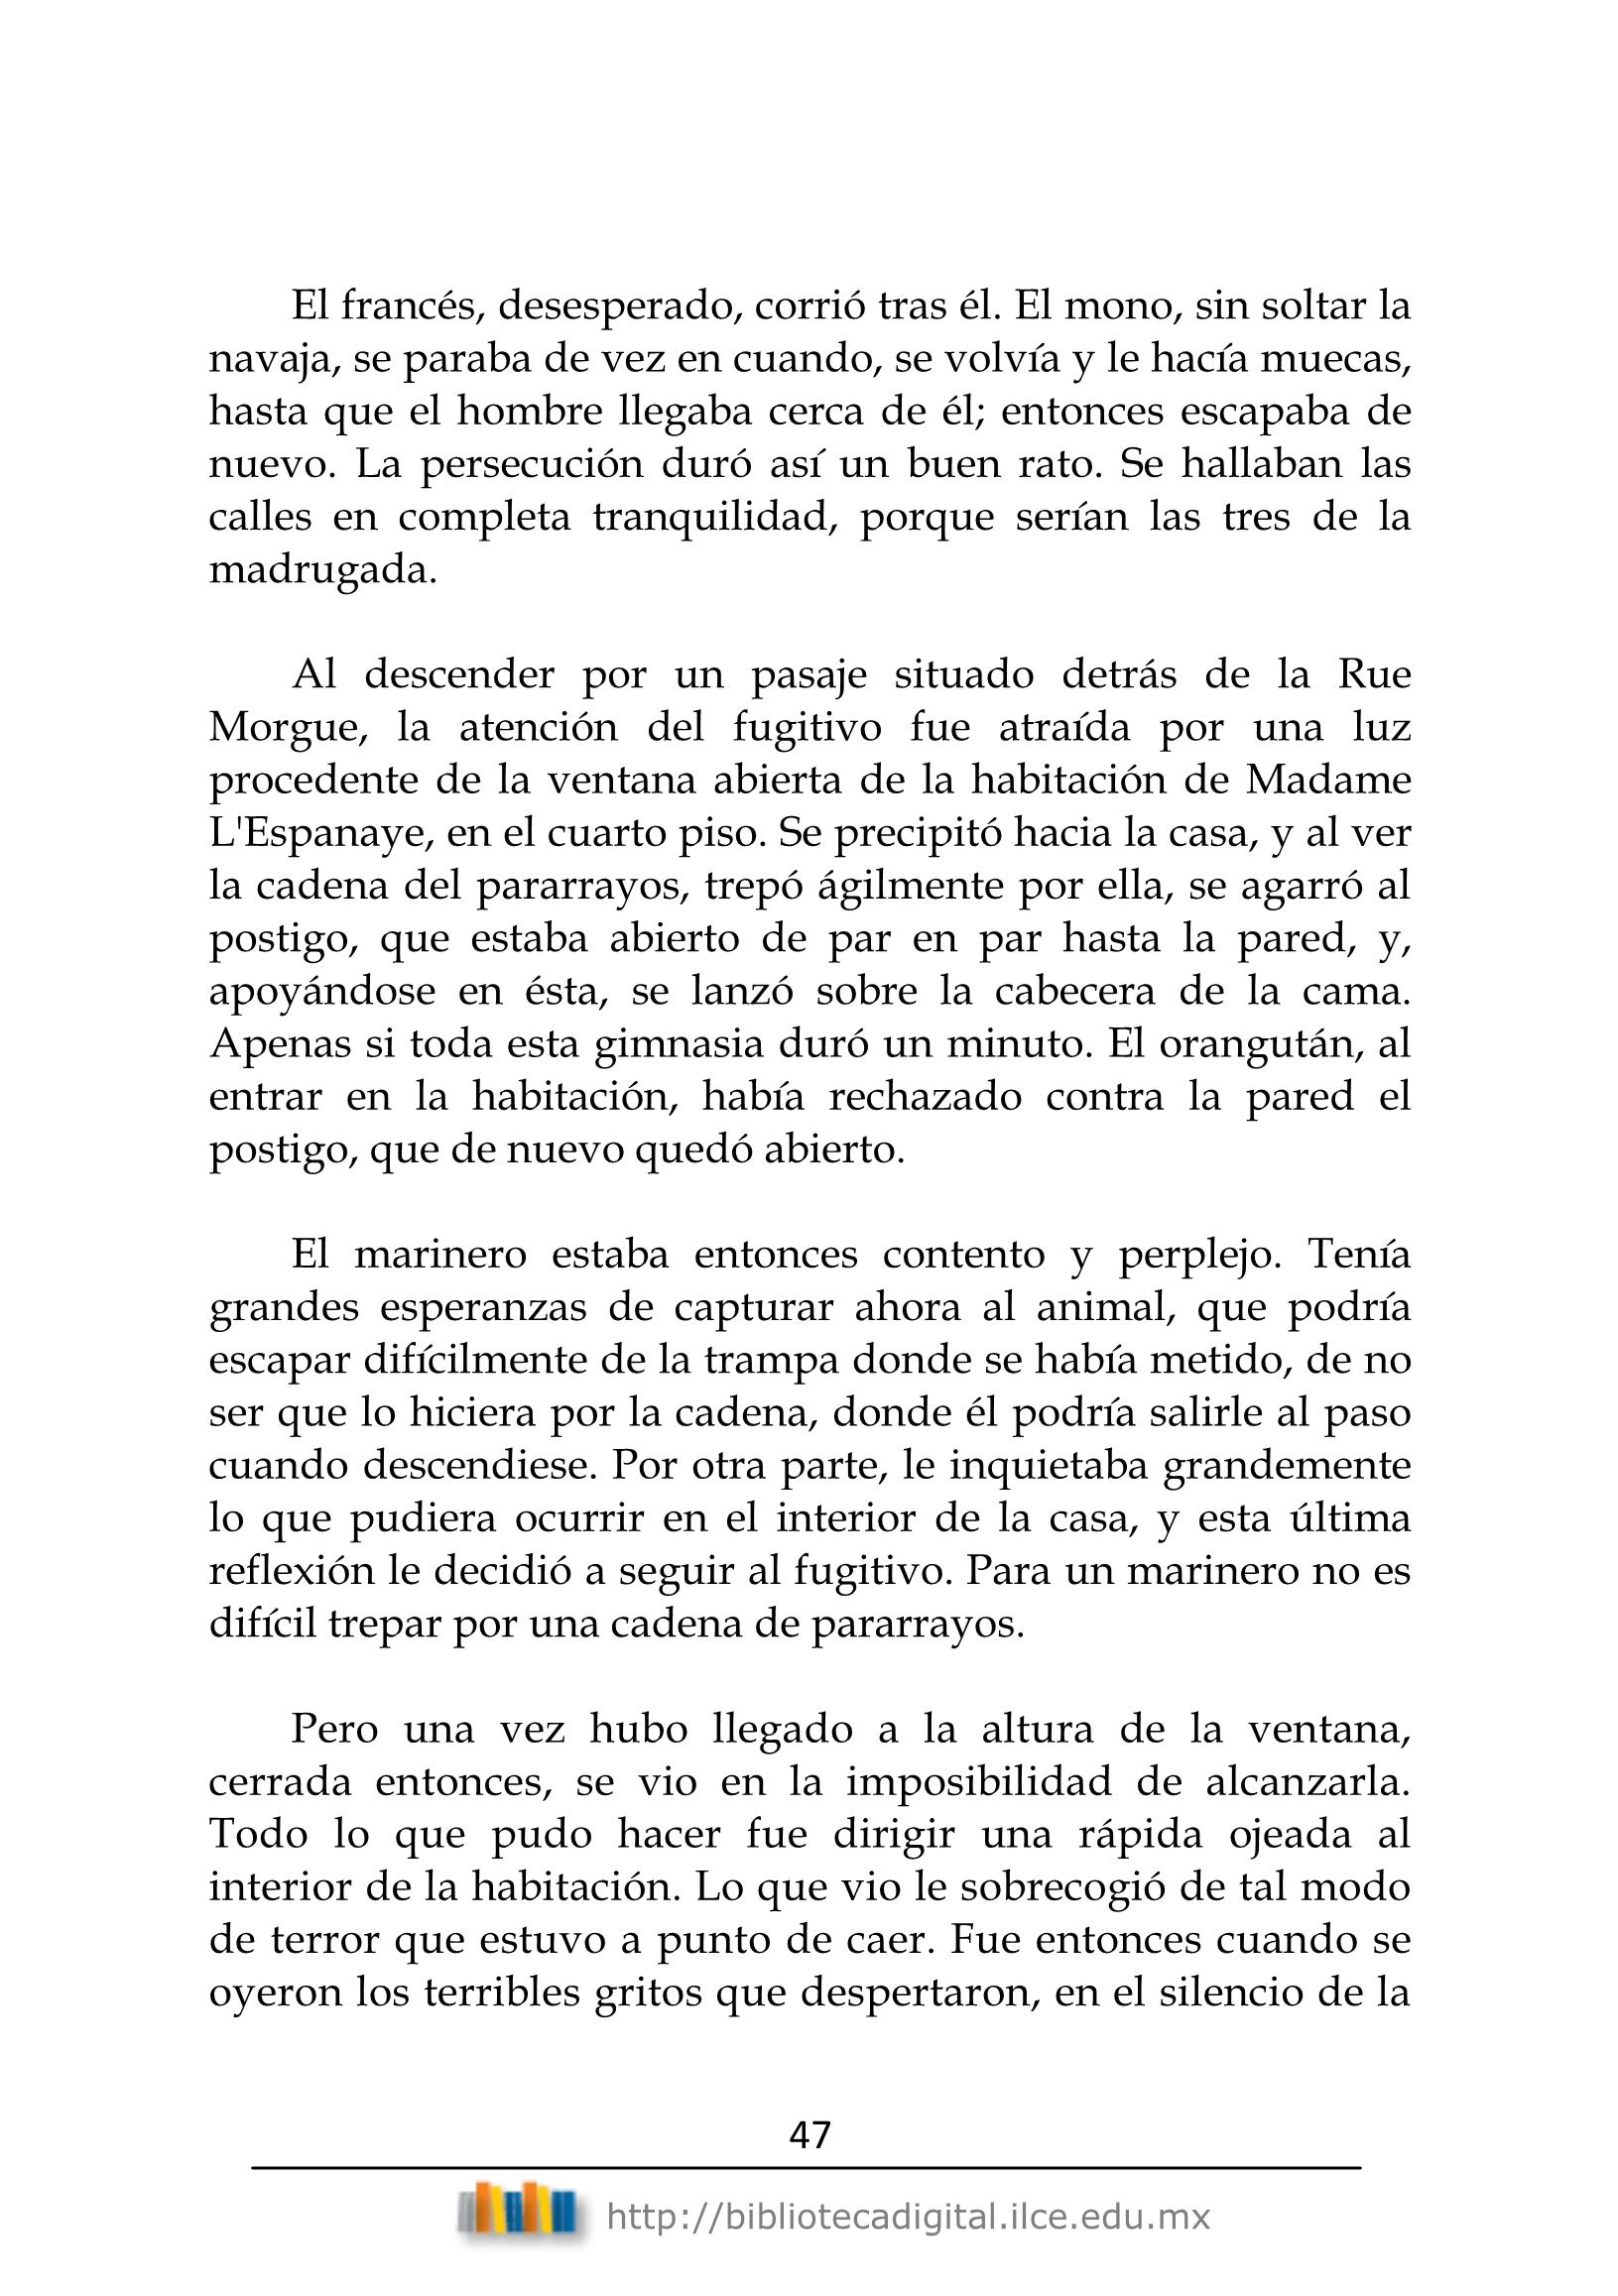 El francés, desesperado, corrió tras él. El mono, sin soltar la
navaja, se paraba de vez en cuando, se volvía y le hacía muecas,
hasta que el hombre llegaba cerca de él; entonces escapaba de
nuevo. La persecución duró así un buen rato. Se hallaban las
calles en completa tranquilidad, porque serían las tres de la
madrugada.
Al descender por un pasaje situado detrás de la Rue
Morgue, la atención del fugitivo fue atraída por una luz
procedente de la ventana abierta de la habitación de Madame
L'Espanaye, en el cuarto piso. Se precipitó hacia la casa, y al ver
la cadena del pararrayos, trepó ágilmente por ella, se agarró al
postigo, que estaba abierto de par en par hasta la pared, y,
apoyándose en ésta, se lanzó sobre la cabecera de la cama.
Apenas si toda esta gimnasia duró un minuto. El orangután, al
entrar en la habitación, había rechazado contra la pared el
postigo, que de nuevo quedó abierto.
El marinero estaba entonces contento y perplejo. Tenía
grandes esperanzas de capturar ahora al animal, que podría
escapar difícilmente de la trampa donde se había metido, de no
ser que lo hiciera por la cadena, donde él podría salirle al paso
cuando descendiese. Por otra parte, le inquietaba grandemente
lo que pudiera ocurrir en el interior de la casa, y esta última
reflexión le decidió a seguir al fugitivo. Para un marinero no es
difícil trepar por una cadena de pararrayos.
Pero una vez hubo llegado a la altura de la ventana,
cerrada entonces, se vio en la imposibilidad de alcanzarla.
Todo lo que pudo hacer fue dirigir una rápida ojeada al
interior de la habitación. Lo que vio le sobrecogió de tal modo
de terror que estuvo a punto de caer. Fue entonces cuando se
oyeron los terribles gritos que despertaron, en el silencio de la
47
http://bibliotecadigital.ilce.edu.mx